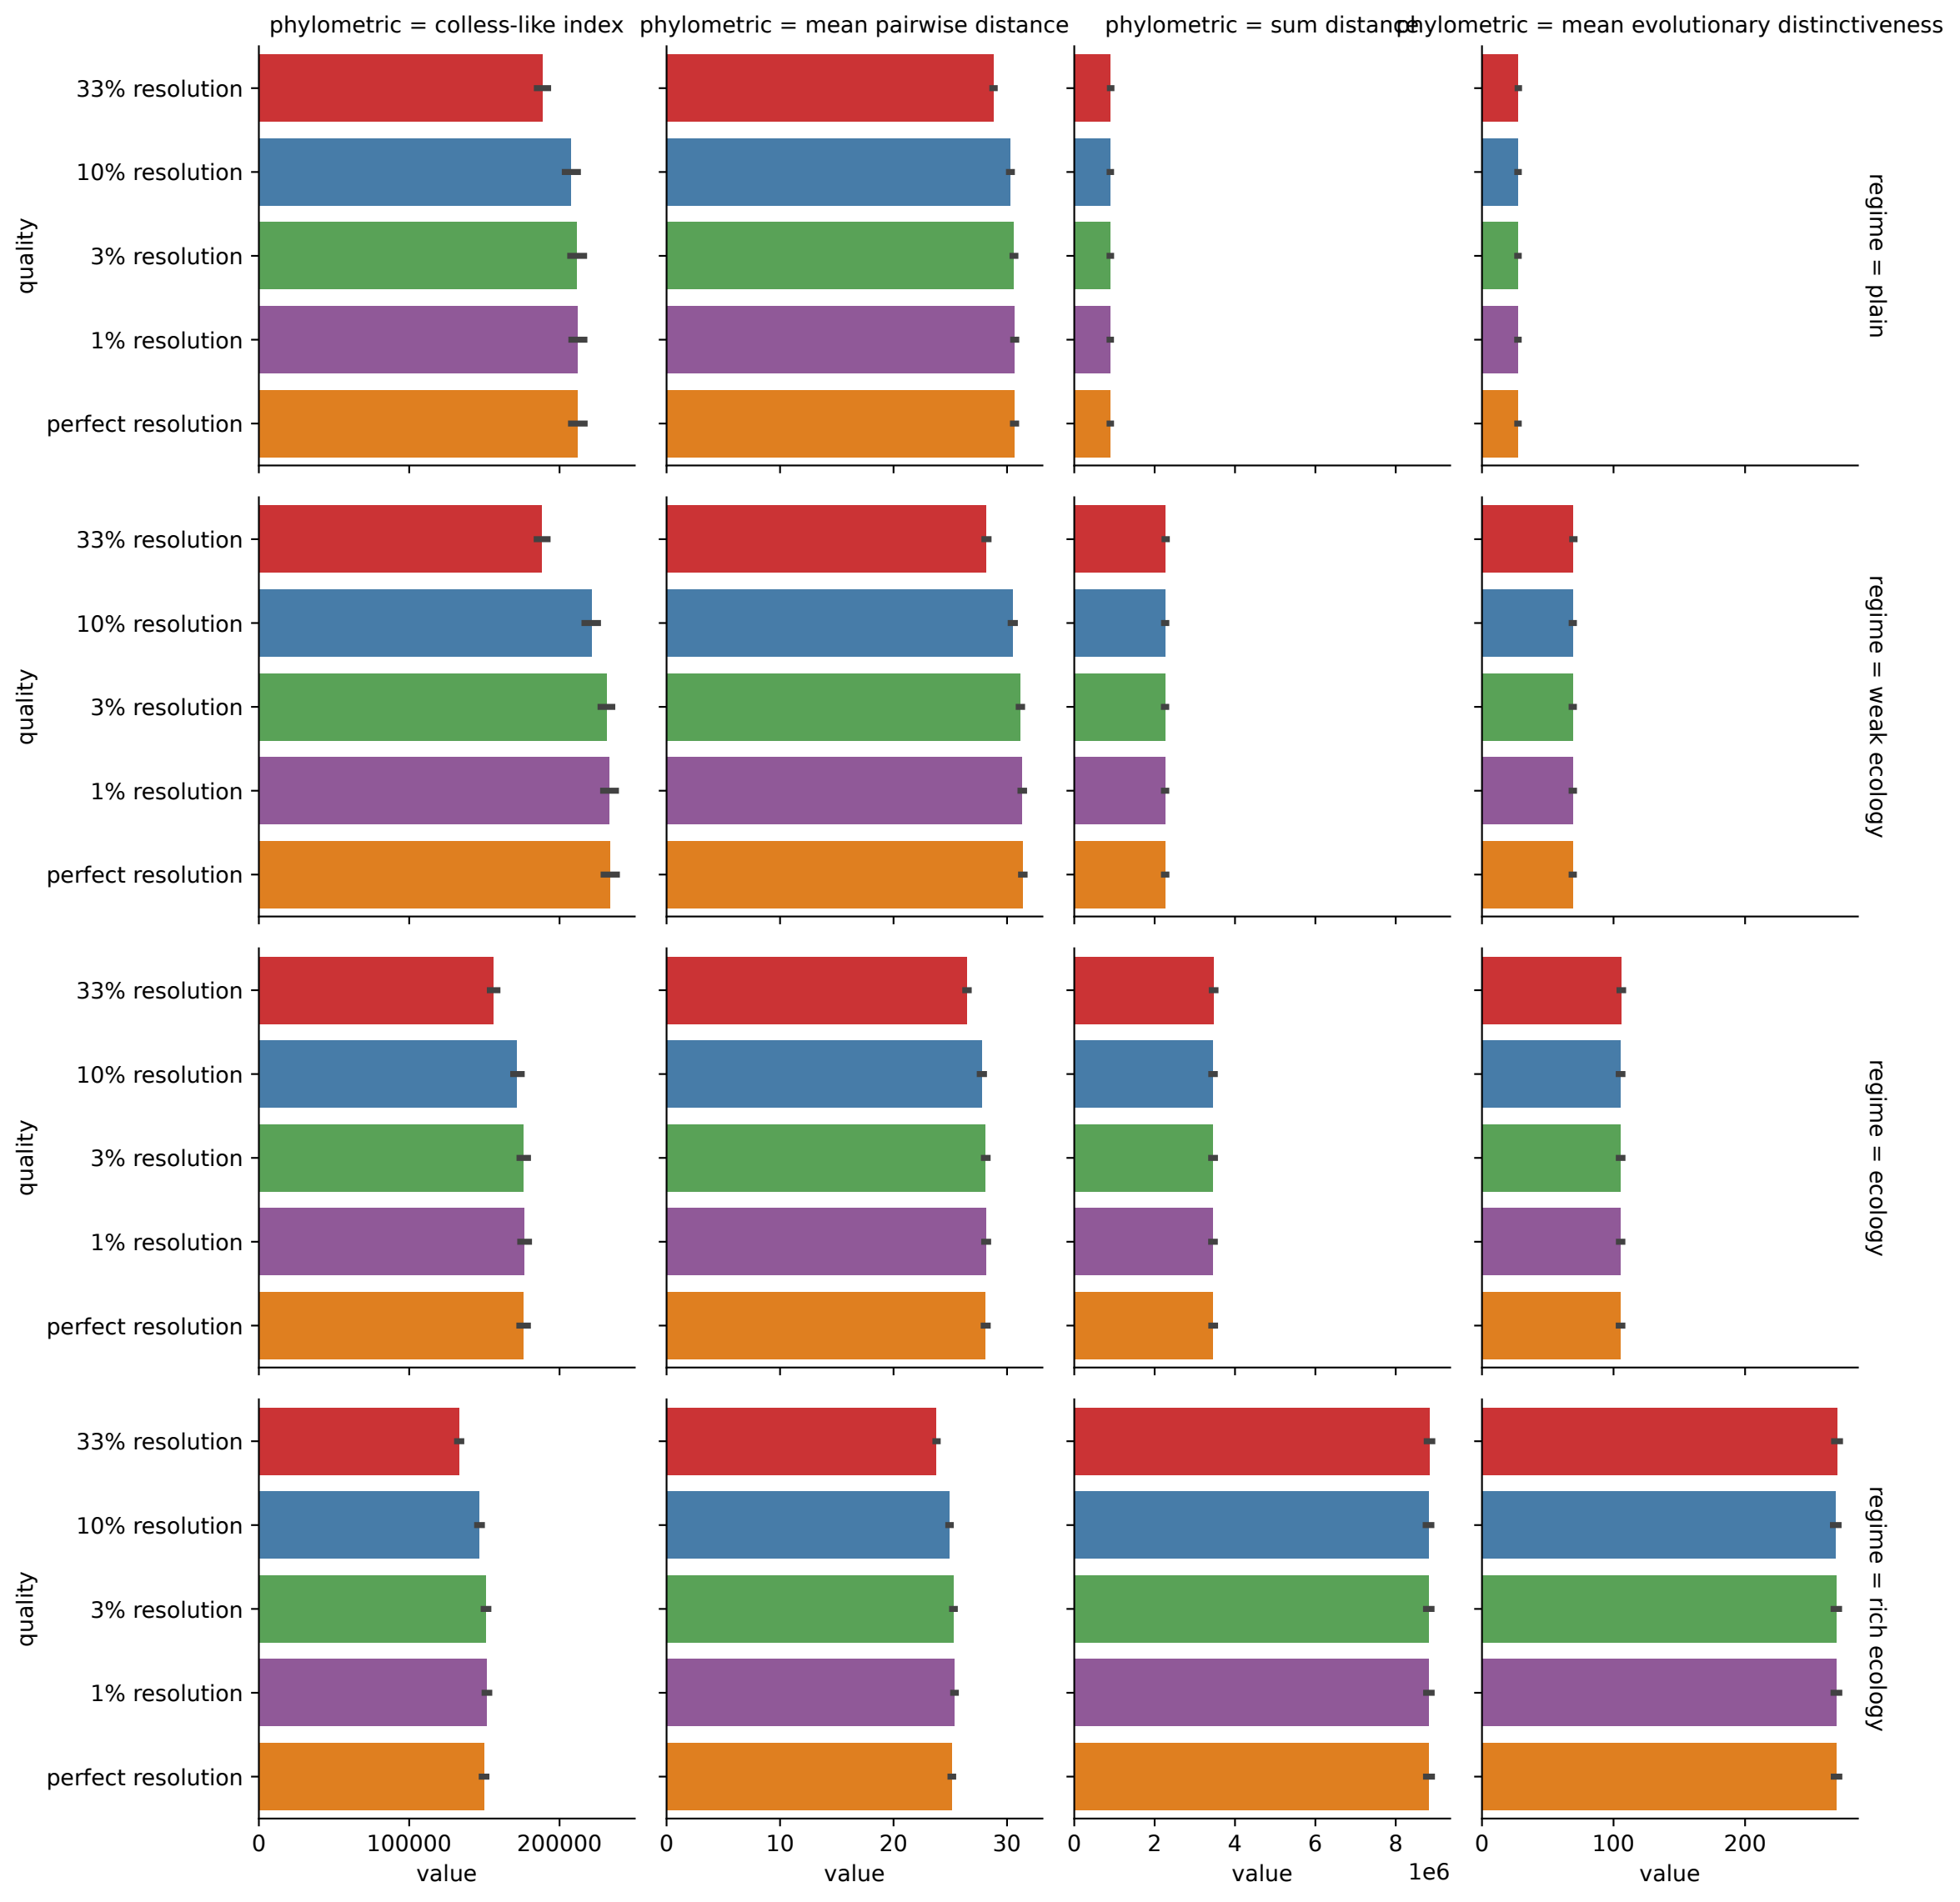 phylometric = colless-like index
phylometric = mean pairwise distance
phylometric = sum distance
phylometric = mean evolutionary distinctiveness
quality
33% resolution
10% resolution
3% resolution
1% resolution
perfect resolution
regime = plain
quality
33% resolution
10% resolution
3% resolution
1% resolution
perfect resolution
regime = weak ecology
quality
33% resolution
10% resolution
3% resolution
1% resolution
perfect resolution
regime = ecology
quality
33% resolution
10% resolution
3% resolution
1% resolution
perfect resolution
regime = rich ecology
0 100000 200000
value
0 10 20 30
value
0 2 4 6 8
1e6
value
0 100 200
value